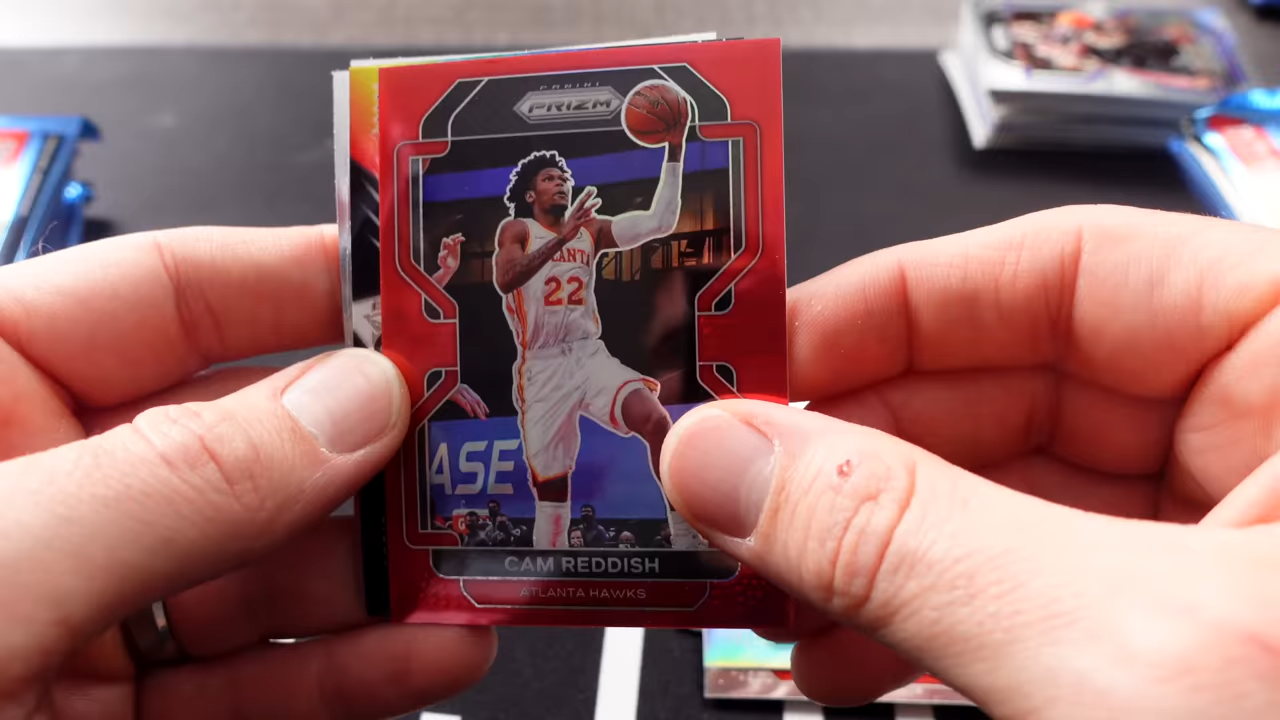 PANINI
PRIZM
ATLANTA
22
ASE
CAM REDDISH
ATLANTA HAWKS